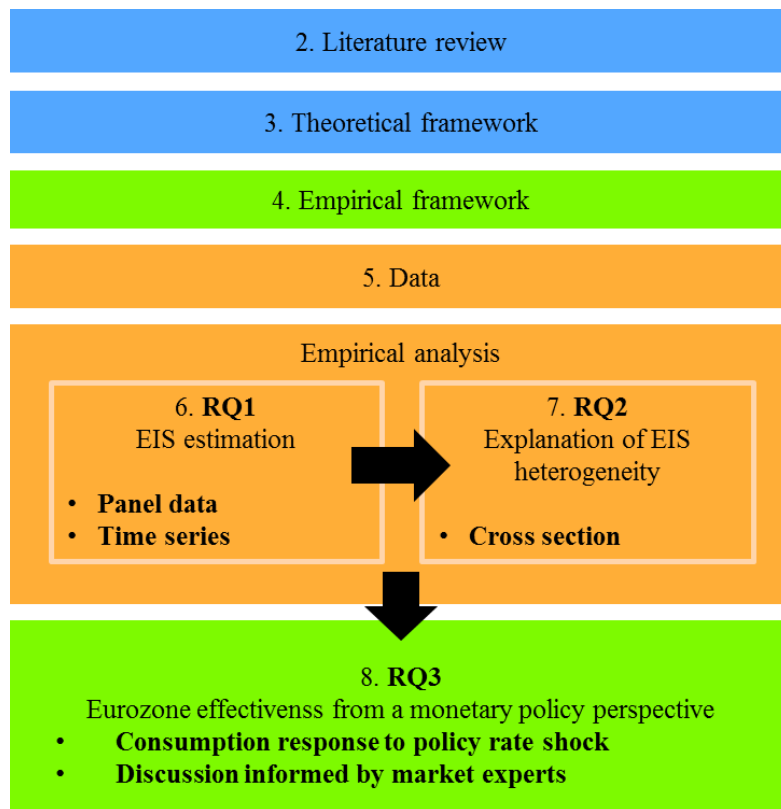 2. Literature review
3. Theoretical framework
4. Empirical framework
5. Data
Empirical analysis
6. RQ1
EIS estimation
• Panel data
• Time series
7. RQ2
Explanation of EIS
heterogeneity
• Cross section
8. RQ3
Eurozone effectivenss from a monetary policy perspective
• Consumption response to policy rate shock
• Discussion informed by market experts